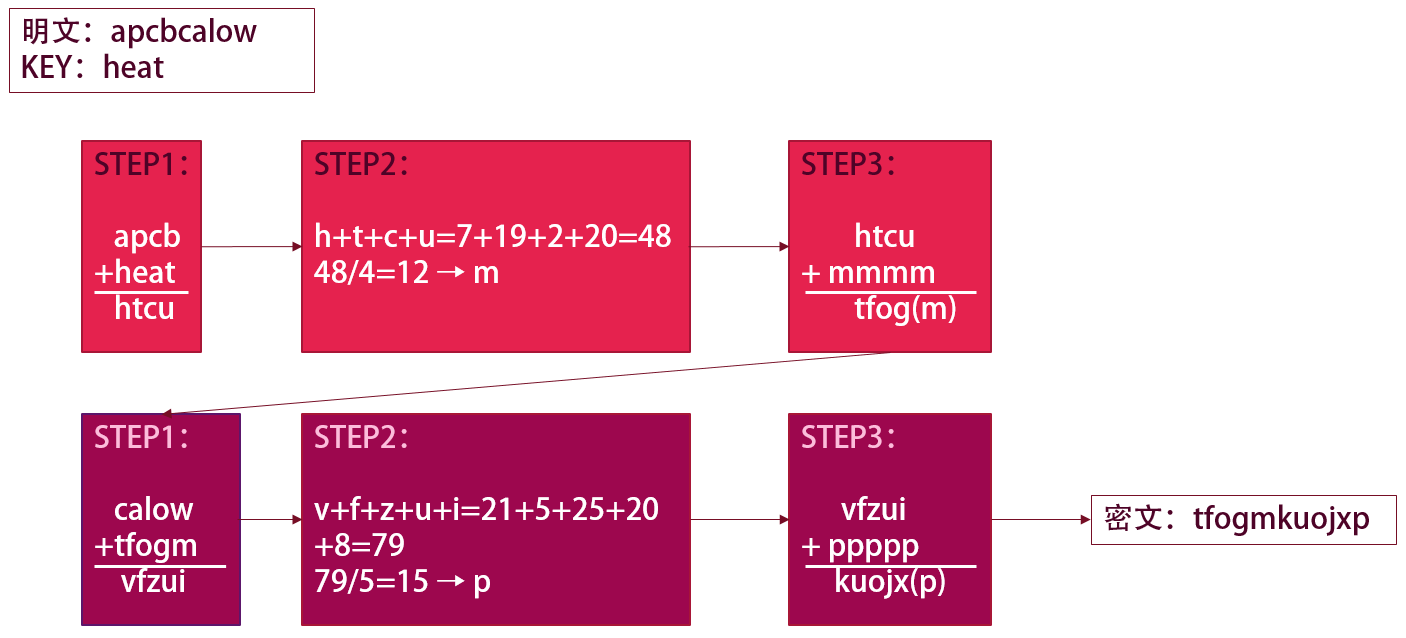 明文：apcbcalow
KEY：heat
STEP1：
apcb
+heat
htcu
STEP2：
h+t+c+u=7+19+2+20=48
48/4=12 → m
STEP3：
htcu
+ mmmm
tfog(m)
STEP1：
calow
+tfogm
vfzui
STEP2：
v+f+z+u+i=21+5+25+20
+8=79
79/5=15 → p
STEP3：
vfzui
+ ppppp
kuojx(p)
密文：tfogmkuojxp